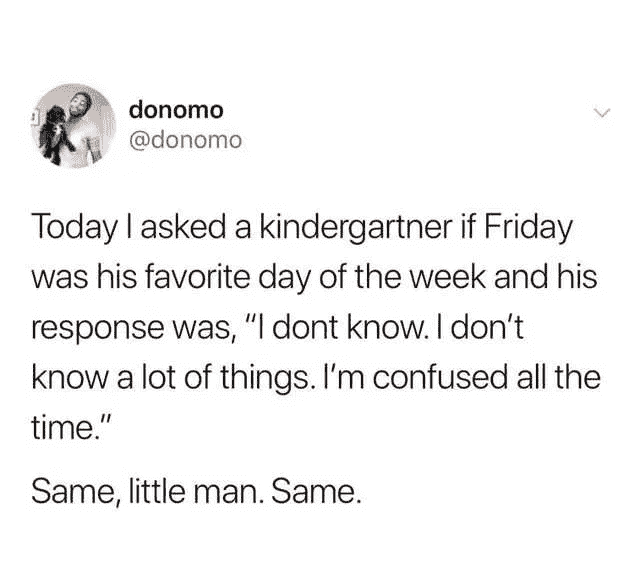 donomo
@donomo
Today I asked a kindergartner if Friday
was his favorite day of the week and his
response was, "I dont know. I don't
know a lot of things. I'm confused all the
time."
Same, little man. Same.